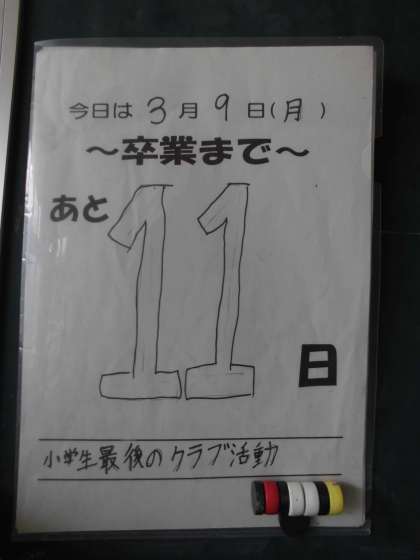 今日は 3 月 9 日(月)
～卒業まで～
あと
11
日
小学生最後のクラブ活動